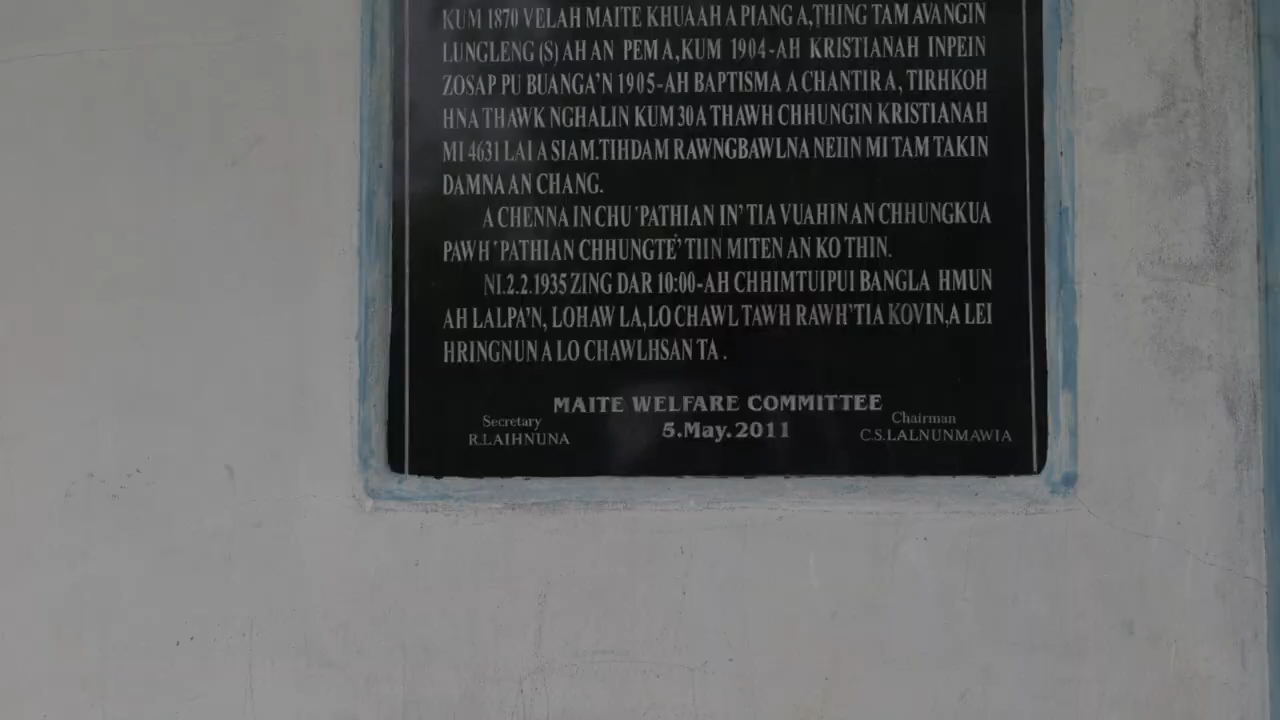 KUM 1870 VELAH MAITE KHUAAH A PIANG A,THING TAM AVANGIN
LUNGLENG (S) AH AN PEM A, KUM 1904-AH KRISTIANAH INPEIN
ZOSAP PU BUANGA'N 1905-AH BAPTISMA A CHANTIR A, TIRHKOH
HNA THAWK NGHALIN KUM 30 A THAWH CHHUNGIN KRISTIANAH
MI 4631 LAI A SIAM.TIHDAM RAWNGBAWLNA NEIIN MI TAM TAKIN
DAMNA AN CHANG.
A CHENNA IN CHU 'PATHIAN IN' TIA VUAHIN AN CHHUNGKUA
PAWH 'PATHIAN CHHUNGTE' TIIN MITEN AN KO THIN.
NI.2.2.1935 ZING DAR 10:00-AH CHHIMTUIPUI BANGLA HMUN
AH LALPA'N, LOHAW LA, LO CHAWL TAWH RAWH'TIA KOVIN,A LEI
HRINGNUN A LO CHAWLHSAN TA .
MAITE WELFARE COMMITTEE
5.May.2011
Secretary
R.LAIHNUNA
Chairman
C.S.LALNUNMAWIA